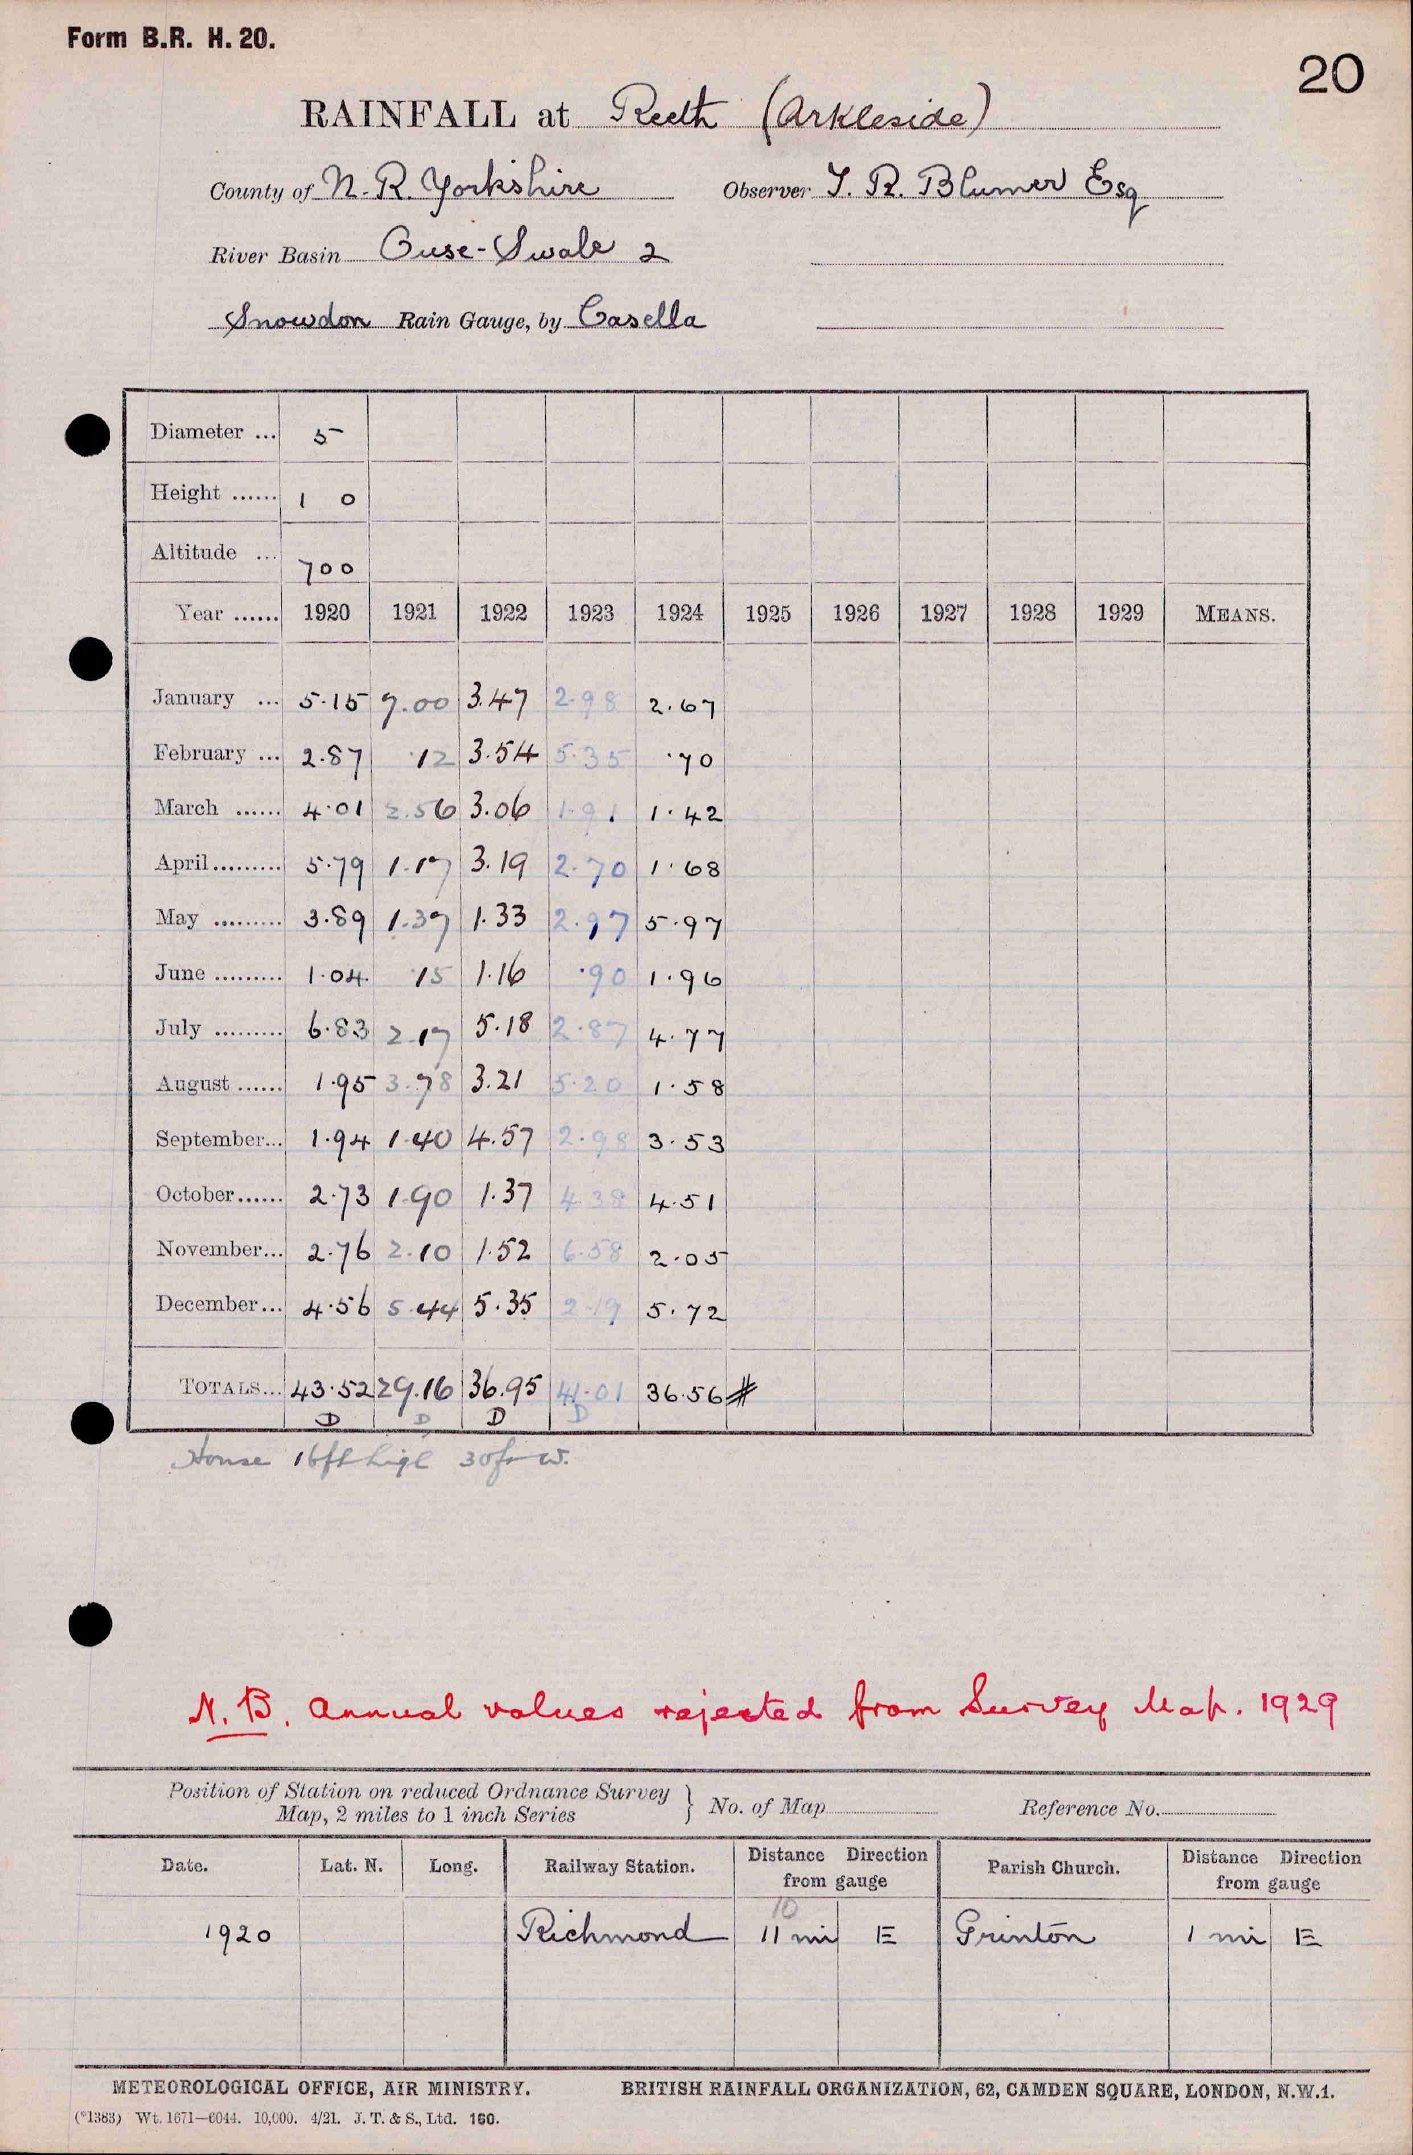 Form B.R. H. 20.
20
RAINFALL at Reeth (Arkleside)
County of N. R. Yorkshire Observer T. R. Blumer Esq
River Basin Ouse-Swale 2
Snowdon Rain Gauge, by Casella
Diameter ... 5
Height ...... 1 0
Altitude ... 700
Year ...... 1920 1921 1922 1923 1924 1925 1926 1927 1928 1929 MEANS.
January ... 5.15 7.00 3.47 2.98 2.67
February ... 2.87 .12 3.54 5.35 .70
March ...... 4.01 2.56 3.06 1.91 1.42
April ......... 5.79 1.17 3.19 2.70 1.68
May ......... 3.89 1.37 1.33 2.97 5.97
June ......... 1.04 .15 1.16 .90 1.96
July ......... 6.83 2.17 5.18 2.87 4.77
August ...... 1.95 3.78 3.21 5.20 1.58
September... 1.94 1.40 4.57 2.98 3.53
October...... 2.73 1.90 1.37 4.38 4.51
November... 2.76 2.10 1.52 6.58 2.05
December... 4.56 5.44 5.35 2.19 5.72
TOTALS... 43.52 29.16 36.95 41.01 36.56 #
D D D D
House 16ft high 30ft W.
N.B. Annual values rejected from Survey Map. 1929
Position of Station on reduced Ordnance Survey
Map, 2 miles to 1 inch Series } No. of Map Reference No.
Date. Lat. N. Long. Railway Station. Distance Direction from gauge Parish Church. Distance Direction from gauge
10
1920 Richmond 11 mi E Grinton 1 mi E
METEOROLOGICAL OFFICE, AIR MINISTRY. BRITISH RAINFALL ORGANIZATION, 62, CAMDEN SQUARE, LONDON, N.W.1.
(*1383) Wt. 1671—6044. 10,000. 4/21. J. T. & S., Ltd. 160.